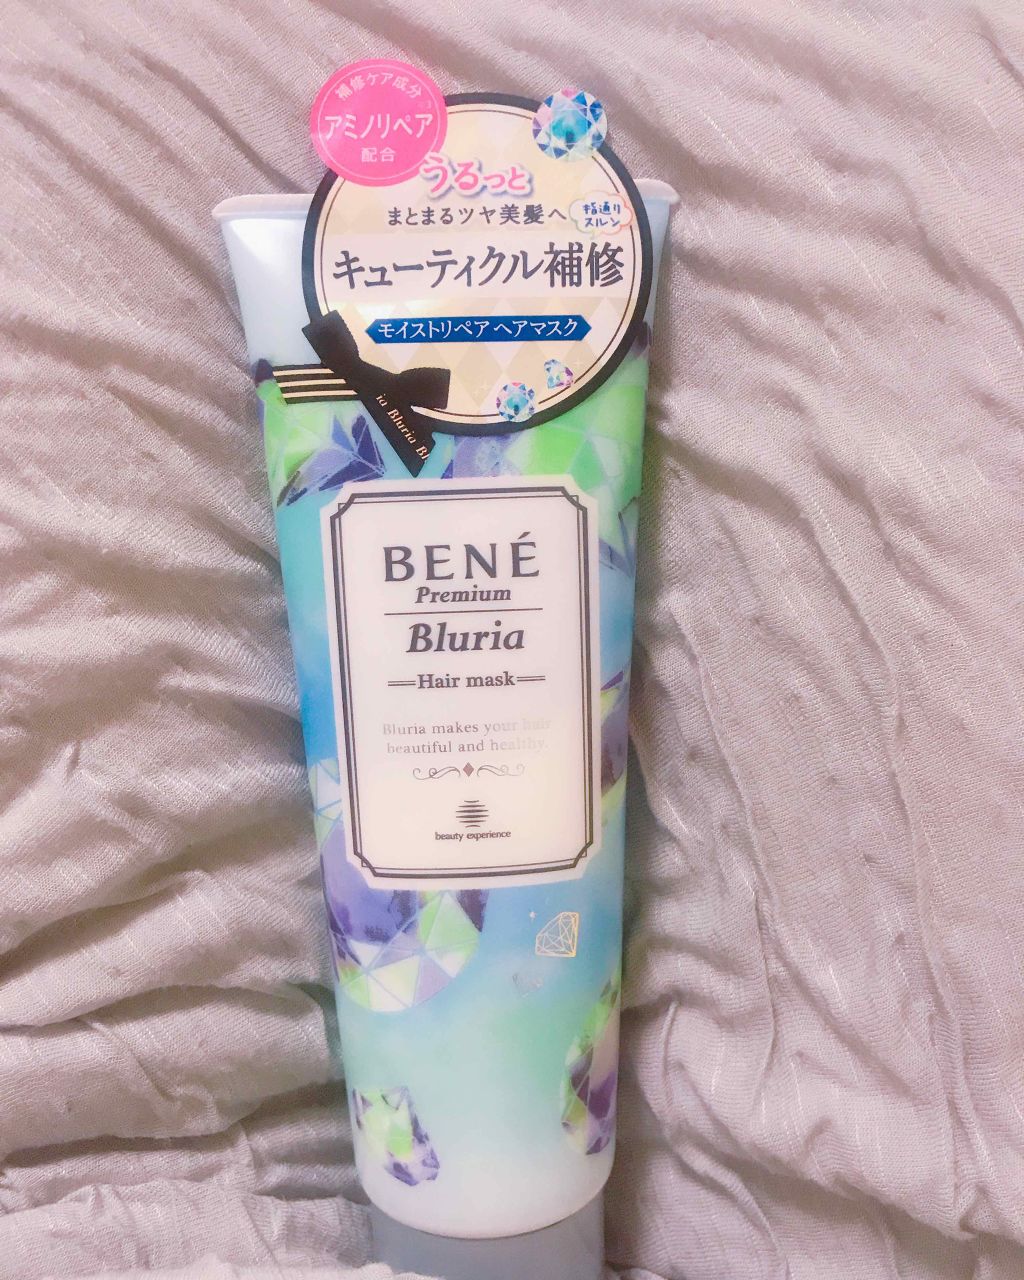 補修ケア成分
アミノリペア
配合
うるっと
まとまるツヤ美髪へ
指通り
スルン
キューティクル補修
モイストリペア ヘアマスク
ia Bluria Bl
BENÉ
Premium
Bluria
Hair mask
Bluria makes your hair
beautiful and healthy.
beauty experience